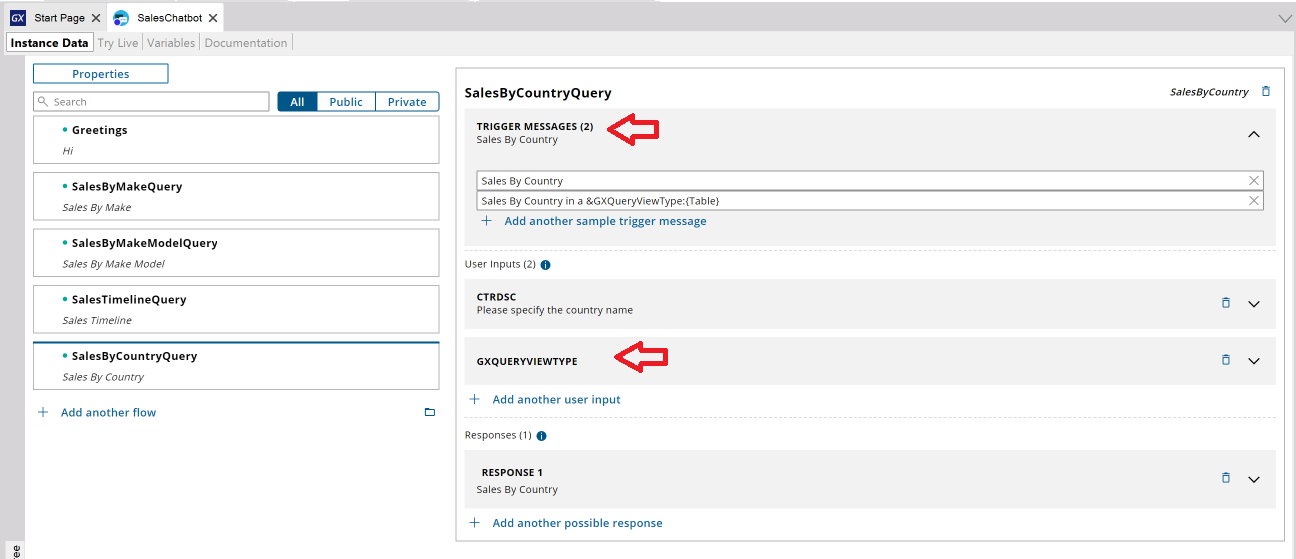 GX Start Page
SalesChatbot
Instance Data Try Live Variables Documentation
Properties
Search
All Public Private
Greetings
Hi
SalesByMakeQuery
Sales By Make
SalesByMakeModelQuery
Sales By Make Model
SalesTimelineQuery
Sales Timeline
SalesByCountryQuery
Sales By Country
Add another flow
SalesByCountryQuery
SalesByCountry
TRIGGER MESSAGES (2)
Sales By Country
Sales By Country
Sales By Country in a &GXQueryViewType:{Table}
Add another sample trigger message
User Inputs (2)
CTRDSC
Please specify the country name
GXQUERYVIEWTYPE
Add another user input
Responses (1)
RESPONSE 1
Sales By Country
Add another possible response
ee